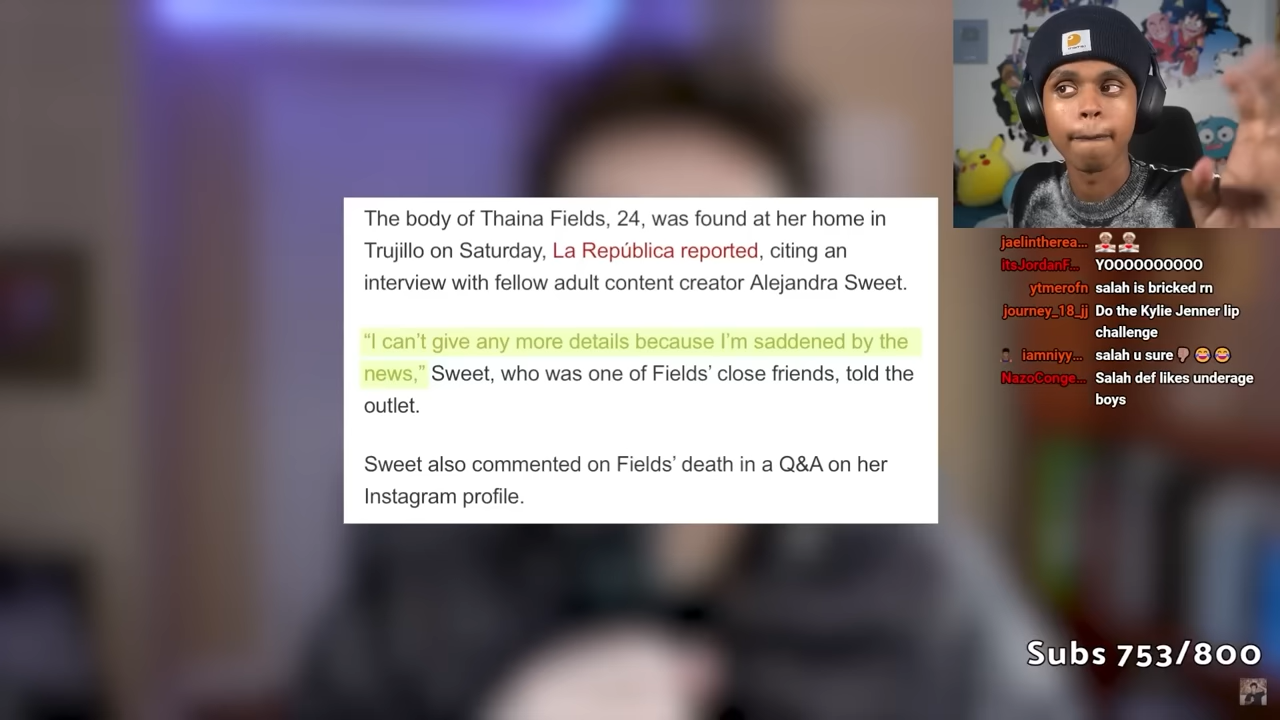 The body of Thaina Fields, 24, was found at her home in
Trujillo on Saturday, La República reported, citing an
interview with fellow adult content creator Alejandra Sweet.
“I can’t give any more details because I’m saddened by the
news,” Sweet, who was one of Fields’ close friends, told the
outlet.
Sweet also commented on Fields’ death in a Q&A on her
Instagram profile.
jaelintherea...
itsJordanF... YOOOOOOOOO
ytmerofn salah is bricked rn
journey_18_jj Do the Kylie Jenner lip
challenge
iamniyy... salah u sure
NazoConge... Salah def likes underage
boys
Subs 753/800